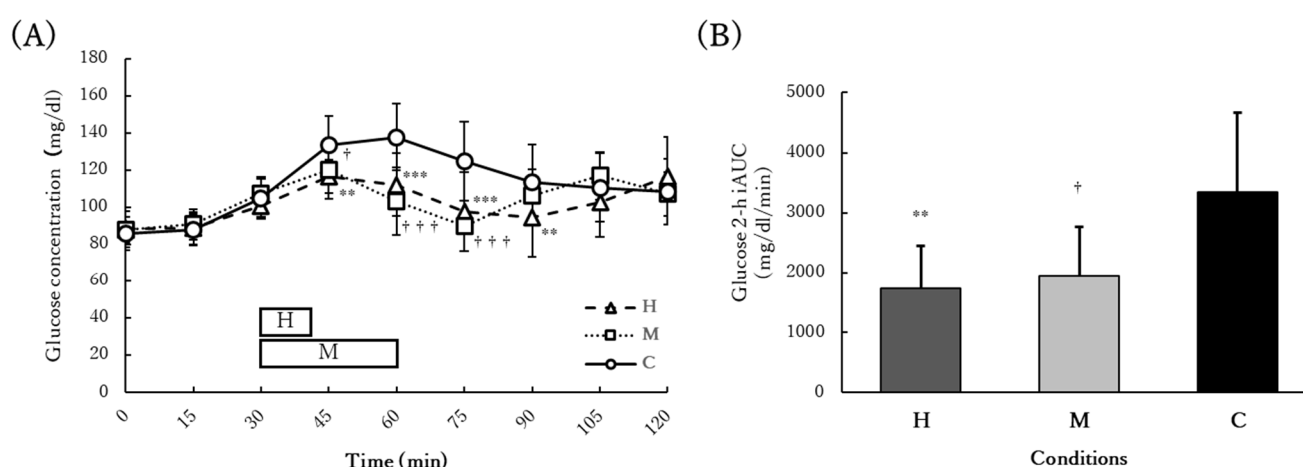 (A)
Glucose concentration (mg/dl)
180
160
140
120
100
80
60
40
20
0
†
**
***
† † †
***
† † †
**
H
M
H
M
C
0
15
30
45
60
75
90
105
120
Time (min)
(B)
Glucose 2-h iAUC
(mg/dl/min)
5000
4000
3000
2000
1000
0
**
†
H
M
C
Conditions